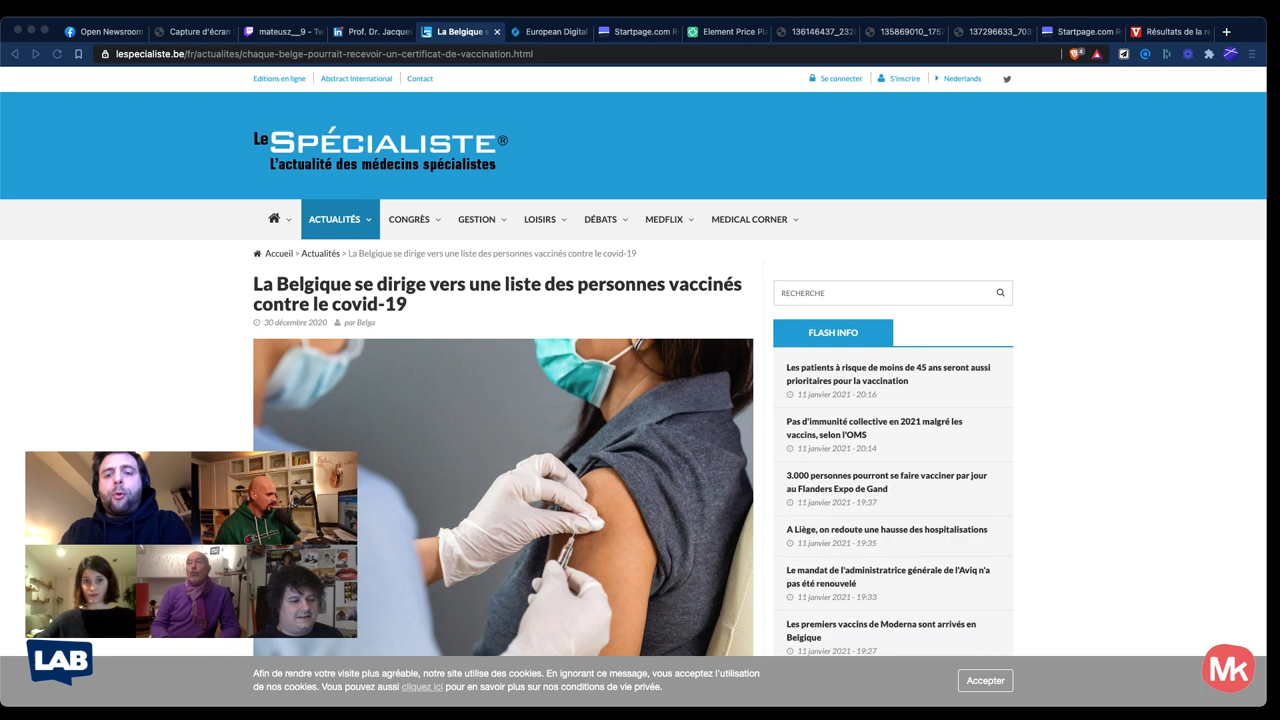 Open Newsroom
Capture d'écran
mateusz__9 - Tw
Prof. Dr. Jacques
La Belgique s
European Digital
Startpage.com R
Element Price Pl
136146437_232
135869010_175
137296633_703
Startpage.com R
Résultats de la re
lespecialiste.be/fr/actualites/chaque-belge-pourrait-recevoir-un-certificat-de-vaccination.html
Editions en ligne
Abstract International
Contact
Se connecter
S'inscrire
Nederlands
Le SPÉCIALISTE®
L'actualité des médecins spécialistes
ACTUALITÉS
CONGRÈS
GESTION
LOISIRS
DÉBATS
MEDFLIX
MEDICAL CORNER
Accueil > Actualités > La Belgique se dirige vers une liste des personnes vaccinés contre le covid-19
La Belgique se dirige vers une liste des personnes vaccinés
contre le covid-19
30 décembre 2020 par Belga
RECHERCHE
FLASH INFO
Les patients à risque de moins de 45 ans seront aussi
prioritaires pour la vaccination
11 janvier 2021 - 20:16
Pas d'immunité collective en 2021 malgré les
vaccins, selon l'OMS
11 janvier 2021 - 20:14
3.000 personnes pourront se faire vacciner par jour
au Flanders Expo de Gand
11 janvier 2021 - 19:37
A Liège, on redoute une hausse des hospitalisations
11 janvier 2021 - 19:35
Le mandat de l'administratrice générale de l'Aviq n'a
pas été renouvelé
11 janvier 2021 - 19:33
Les premiers vaccins de Moderna sont arrivés en
Belgique
11 janvier 2021 - 19:27
LAB
Afin de rendre votre visite plus agréable, notre site utilise des cookies. En ignorant ce message, vous acceptez l'utilisation
de nos cookies. Vous pouvez aussi cliquez ici pour en savoir plus sur nos conditions de vie privée.
Accepter
MK